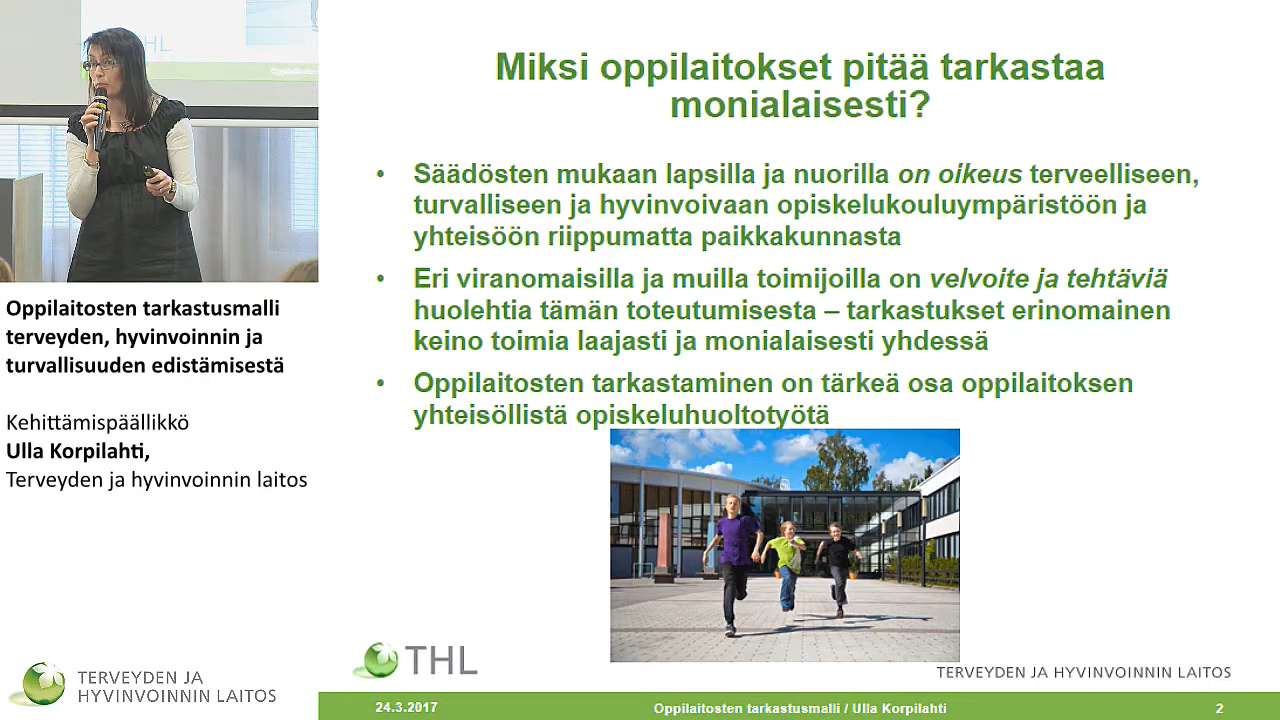 THL
Oppilaitosten tarkastusmalli
terveyden, hyvinvoinnin ja
turvallisuuden edistämisestä
Kehittämispäällikkö
Ulla Korpilahti,
Terveyden ja hyvinvoinnin laitos
TERVEYDEN JA
HYVINVOINNIN LAITOS
Miksi oppilaitokset pitää tarkastaa
monialaisesti?
• Säädösten mukaan lapsilla ja nuorilla on oikeus terveelliseen,
turvalliseen ja hyvinvoivaan opiskelukouluympäristöön ja
yhteisöön riippumatta paikkakunnasta
• Eri viranomaisilla ja muilla toimijoilla on velvoite ja tehtäviä
huolehtia tämän toteutumisesta – tarkastukset erinomainen
keino toimia laajasti ja monialaisesti yhdessä
• Oppilaitosten tarkastaminen on tärkeä osa oppilaitoksen
yhteisöllistä opiskeluhuoltotyötä
THL
TERVEYDEN JA HYVINVOINNIN LAITOS
24.3.2017
Oppilaitosten tarkastusmalli / Ulla Korpilahti
2